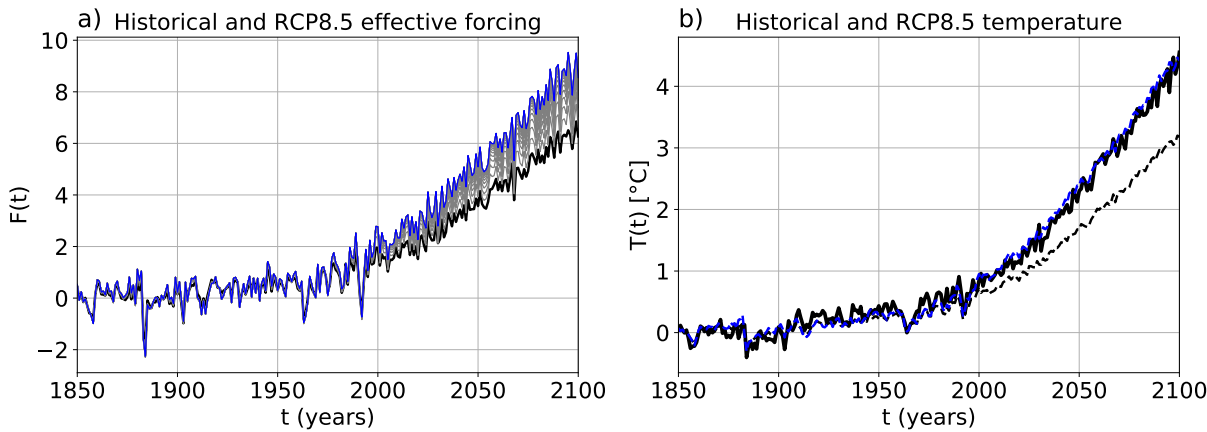 a) Historical and RCP8.5 effective forcing
F(t)
10
8
6
4
2
0
−2
1850 1900 1950 2000 2050 2100
t (years)
b) Historical and RCP8.5 temperature
T(t) [°C]
4
3
2
1
0
1850 1900 1950 2000 2050 2100
t (years)